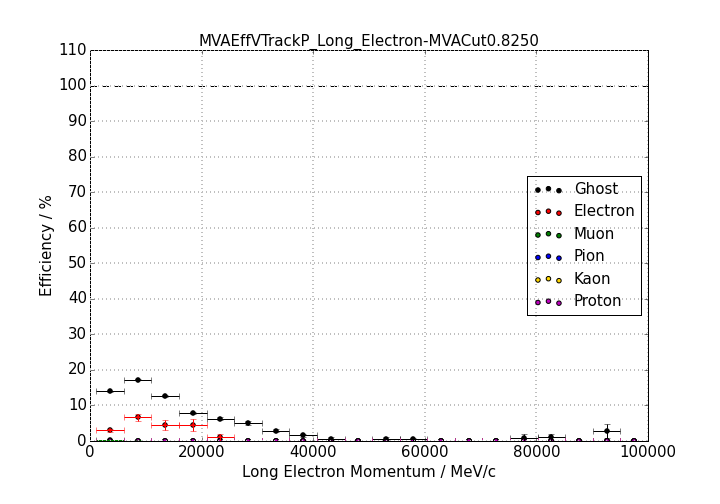 MVAEffVTrackP_Long_Electron-MVACut0.8250
110
100
90
80
70
60
50
40
30
20
10
0
Efficiency / %
Ghost
Electron
Muon
Pion
Kaon
Proton
0 20000 40000 60000 80000 100000
Long Electron Momentum / MeV/c